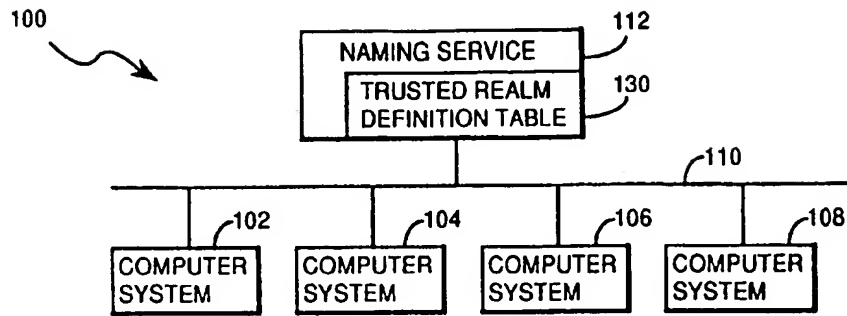 100
NAMING SERVICE
112
TRUSTED REALM
DEFINITION TABLE
130
110
102
104
106
108
COMPUTER
SYSTEM
COMPUTER
SYSTEM
COMPUTER
SYSTEM
COMPUTER
SYSTEM